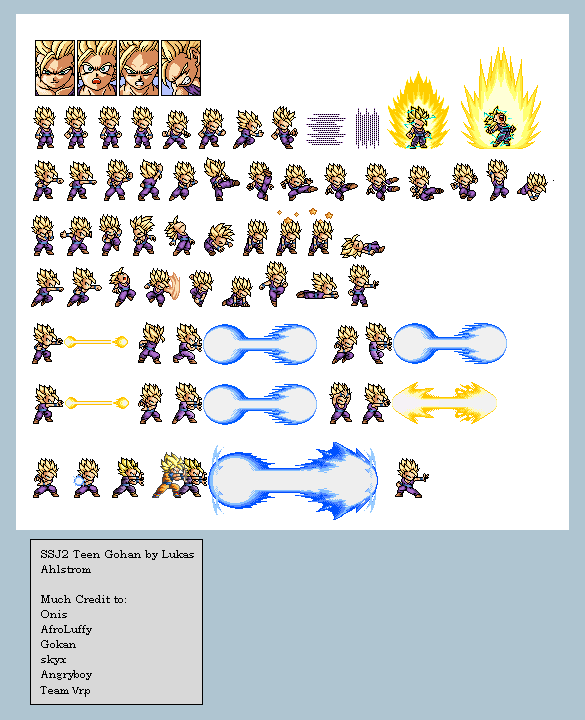 SSJ2 Teen Gohan by Lukas
Ahlstrom
Much Credit to:
Onis
AfroLuffy
Gokan
skyx
Angryboy
Team Vrp